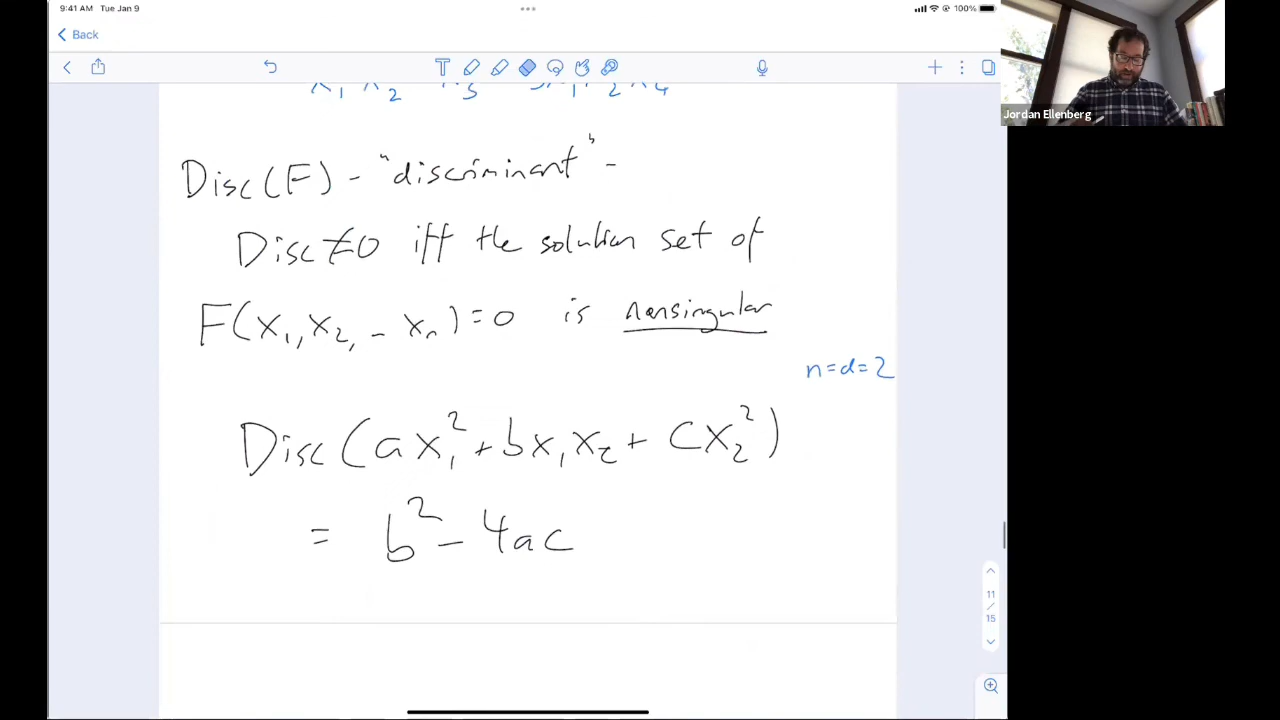 9:41 AM Tue Jan 9
100%
Back
Jordan Ellenberg
Disc(F) - "discriminant" -
Disc≠0 iff the solution set of
F(x₁, x₂, - xₙ) = 0 is nonsingular
n=d=2
Disc(ax₁² + bx₁x₂ + cx₂²)
= b² - 4ac
11
/
15